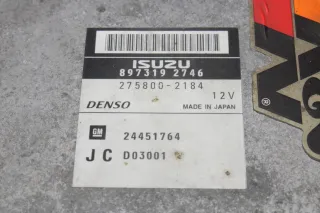 ISUZU
897319 2746
275800-2184
12V
DENSO
MADE IN JAPAN
GM
24451764
J C D03001